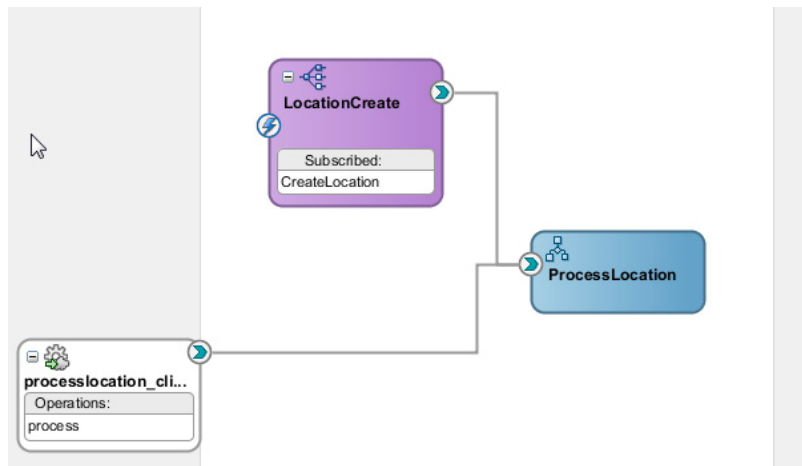 LocationCreate
Subscribed:
CreateLocation
ProcessLocation
processlocation_cli...
Operations:
process